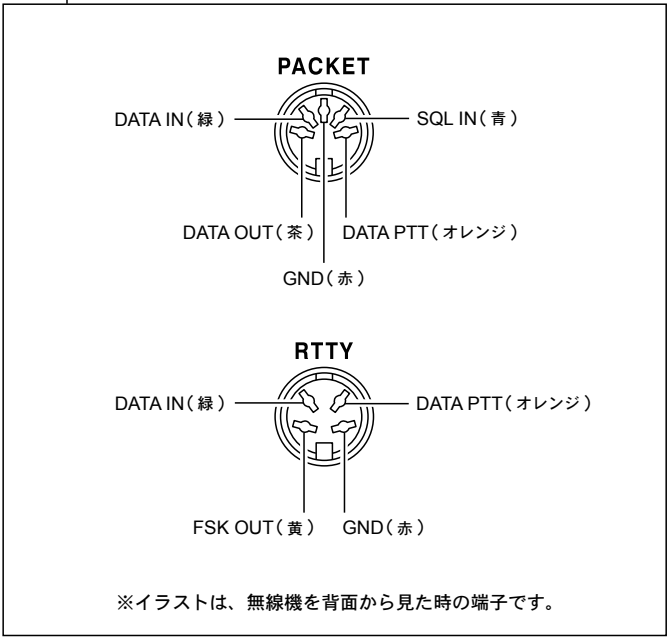 PACKET
DATA IN(緑) SQL IN(青)
DATA OUT(茶) DATA PTT(オレンジ)
GND(赤)
RTTY
DATA IN(緑) DATA PTT(オレンジ)
FSK OUT(黄) GND(赤)
※イラストは、無線機を背面から見た時の端子です。